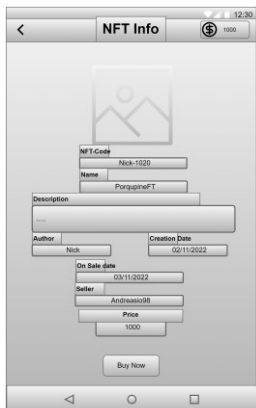 12:30
NFT Info
1000
NFT-Code
Nick-1020
Name
PorqupineFT
Description
....
Author Creation Date
Nick 02/11/2022
On Sale date
03/11/2022
Seller
Andreasio98
Price
1000
Buy Now